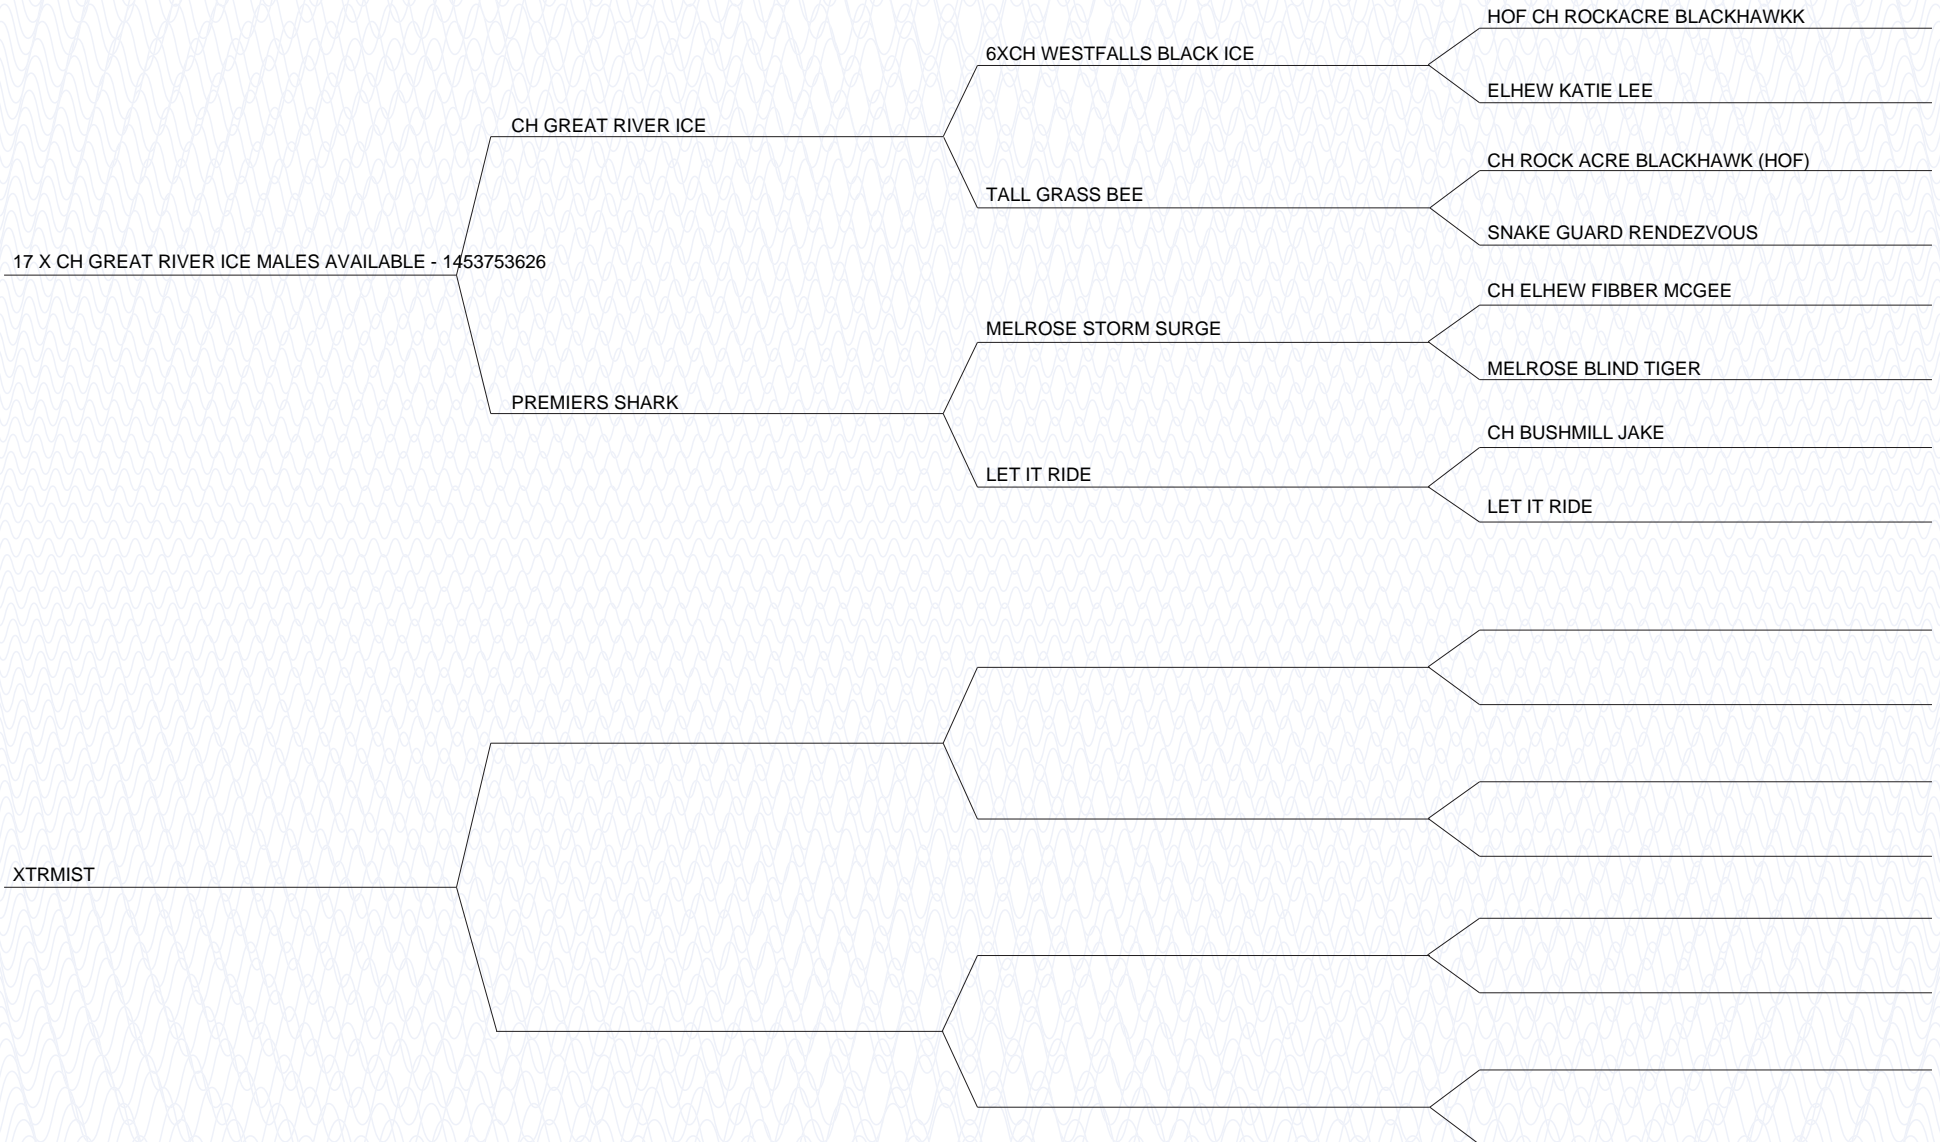 HOF CH ROCKACRE BLACKHAWKK
6XCH WESTFALLS BLACK ICE
ELHEW KATIE LEE
CH GREAT RIVER ICE
CH ROCK ACRE BLACKHAWK (HOF)
TALL GRASS BEE
SNAKE GUARD RENDEZVOUS
17 X CH GREAT RIVER ICE MALES AVAILABLE - 1453753626
CH ELHEW FIBBER MCGEE
MELROSE STORM SURGE
MELROSE BLIND TIGER
PREMIERS SHARK
CH BUSHMILL JAKE
LET IT RIDE
LET IT RIDE
XTRMIST